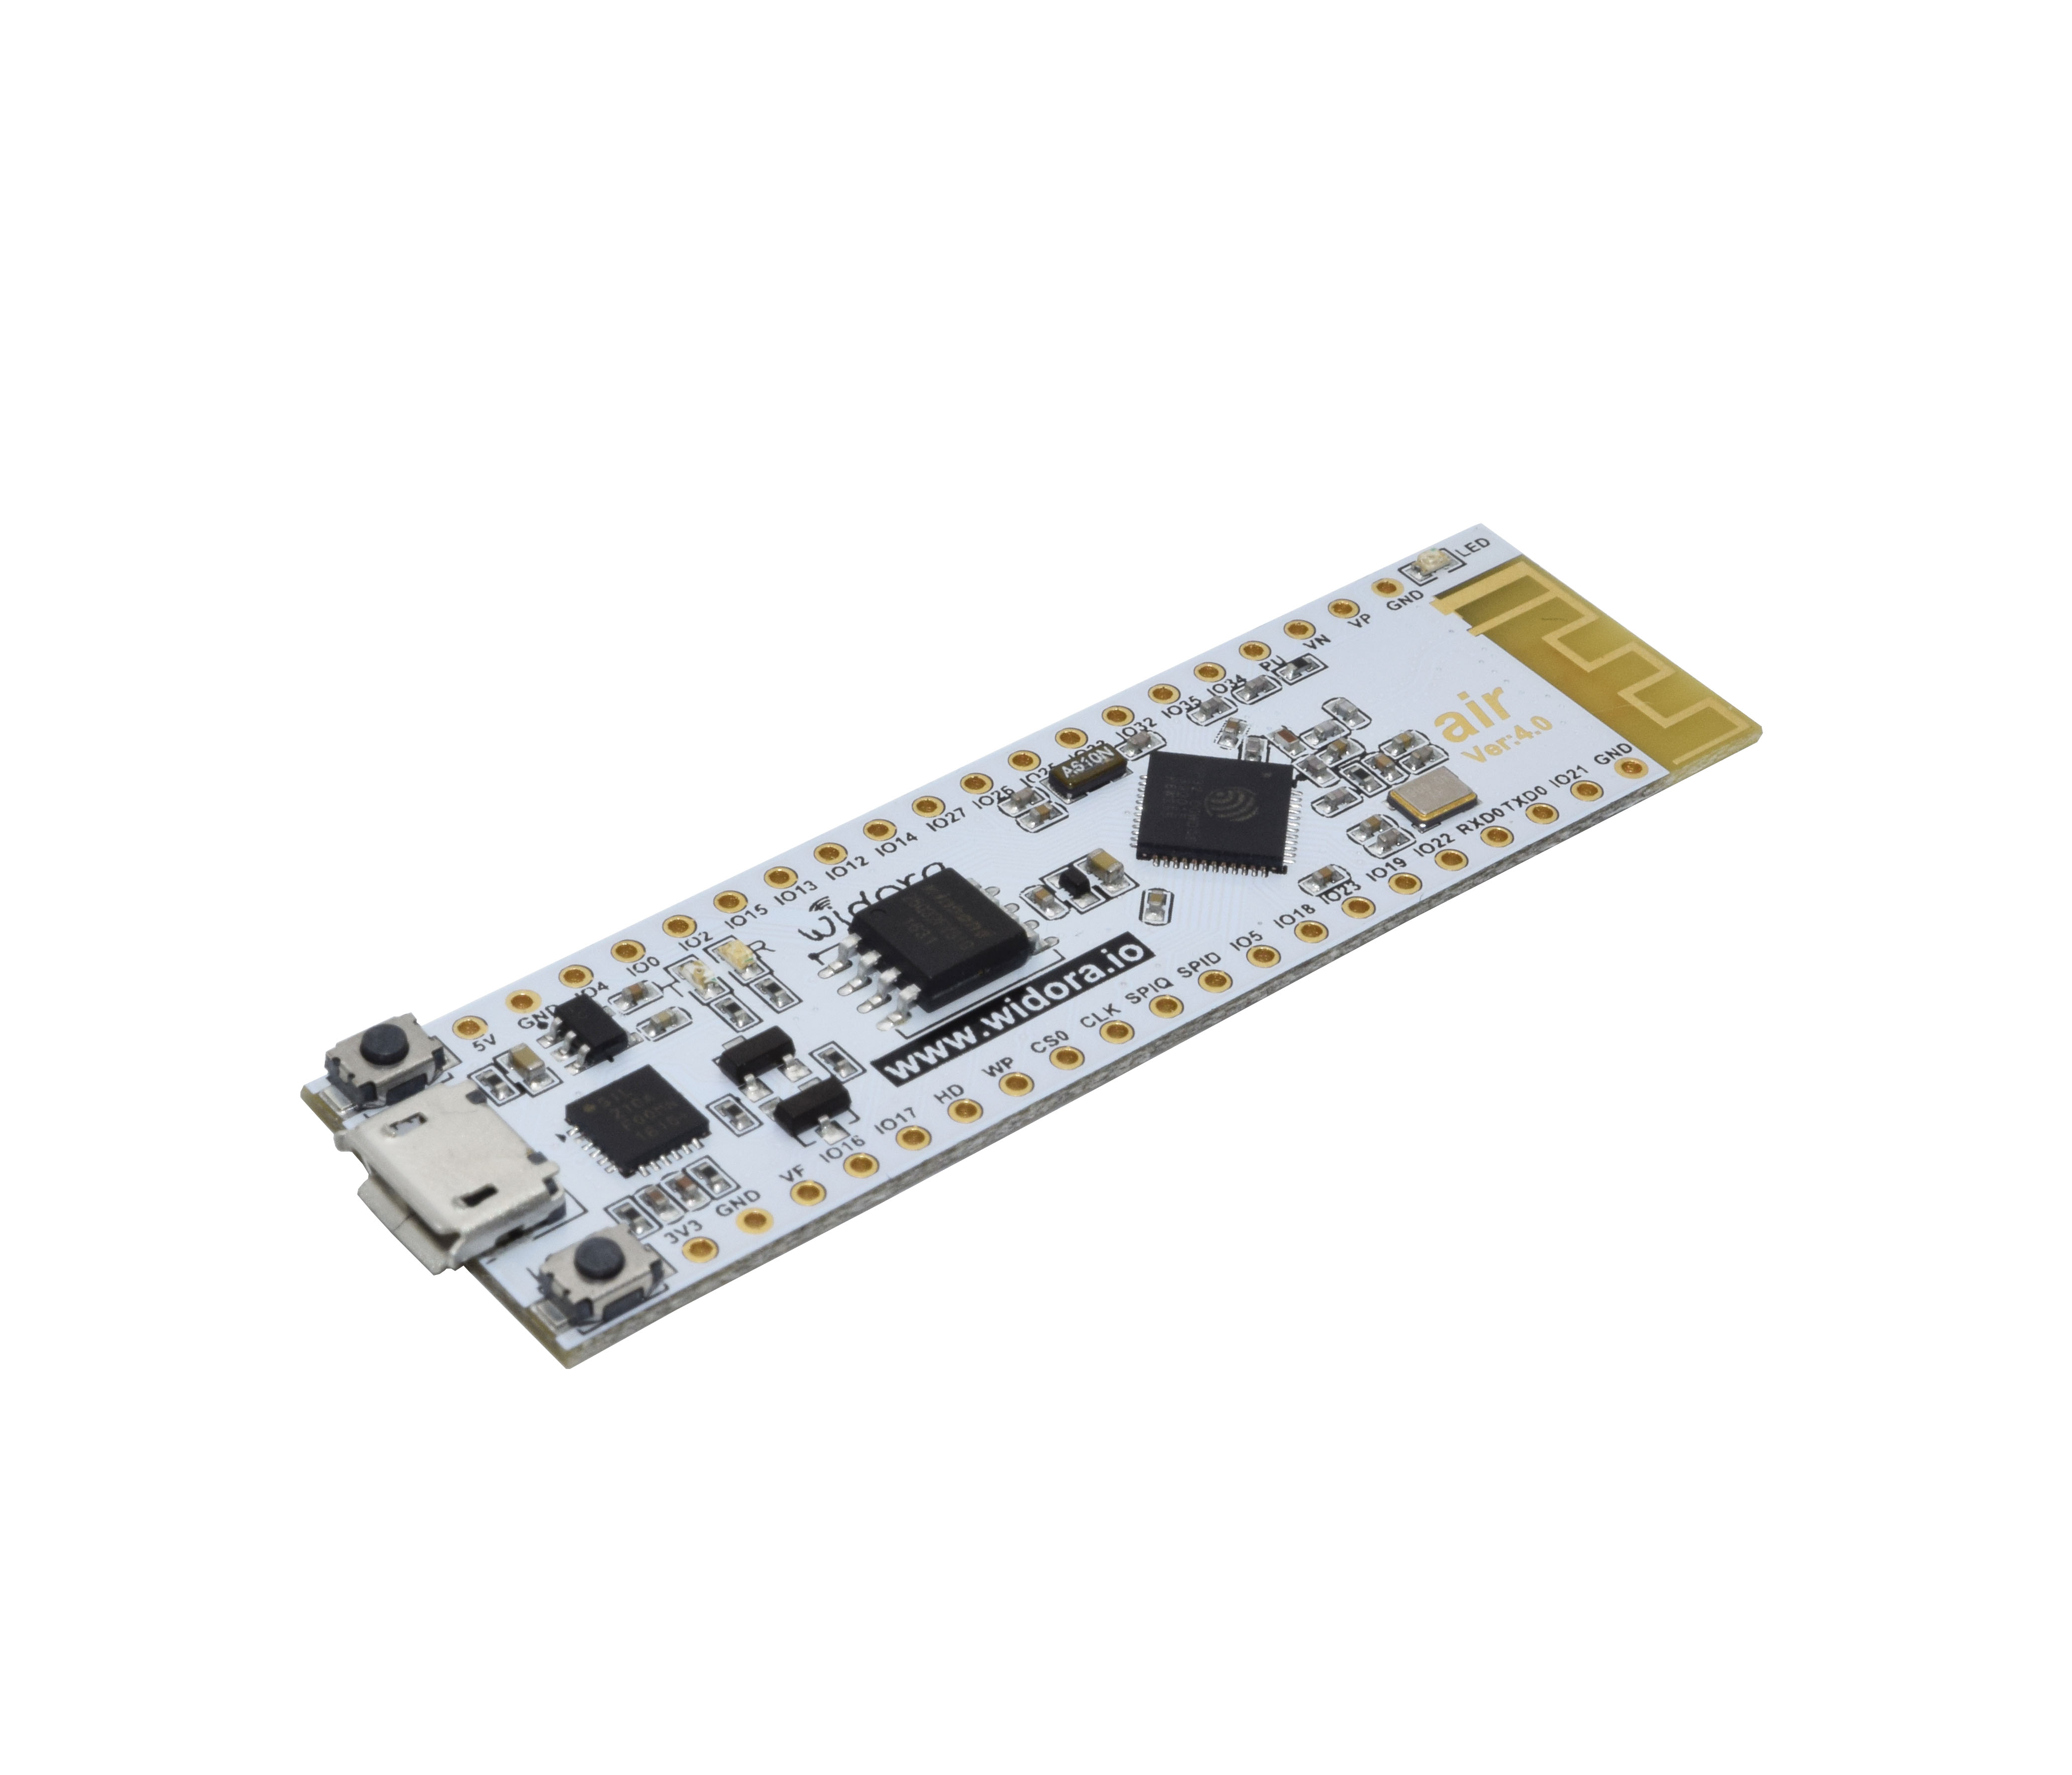 LED
GND
VP
VN
PU
IO34
IO35
IO32
IO26
IO27
IO14
IO12
IO13
IO15
IO2
IO0
IO4
GND
5V
AS10N
air
Ver:4.0
widora
R
T
www.widora.io
GND
IO21
TXD0
RXD0
IO22
IO19
IO23
IO18
IO5
SPID
SPIQ
CLK
CS0
WP
HD
IO17
IO16
VF
GND
3V3